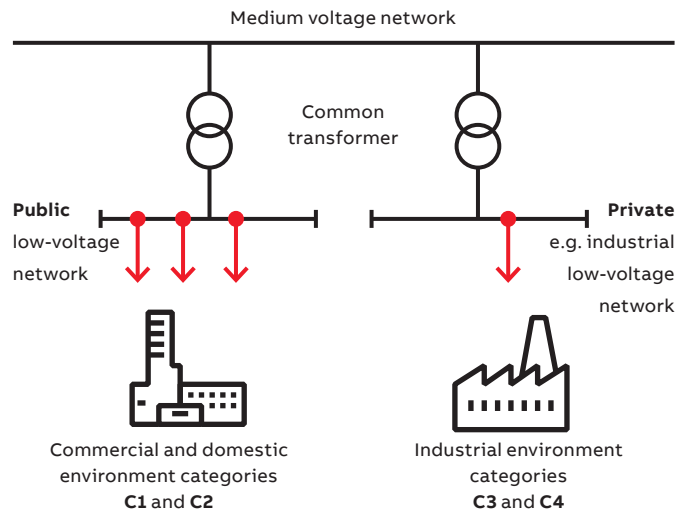 Medium voltage network
Common
transformer
Public
low-voltage
network
Private
e.g. industrial
low-voltage
network
Commercial and domestic
environment categories
C1 and C2
Industrial environment
categories
C3 and C4